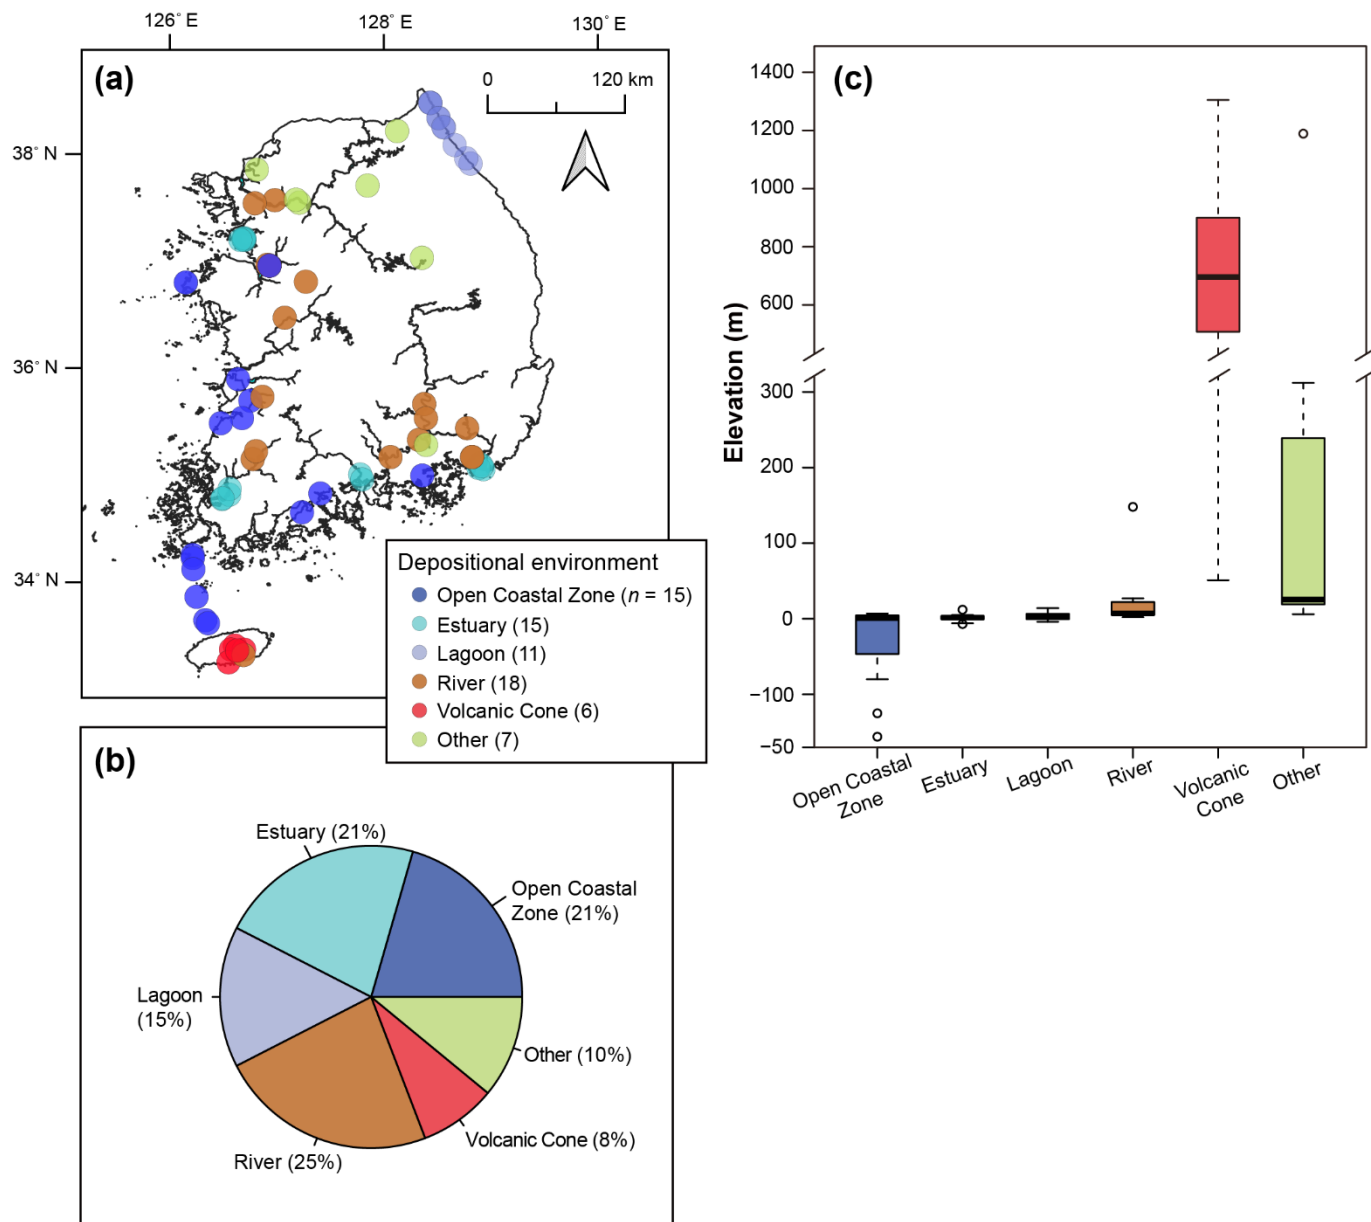 126° E
128° E
130° E
(a)
0
120 km
38° N
36° N
34° N
Depositional environment
Open Coastal Zone (n = 15)
Estuary (15)
Lagoon (11)
River (18)
Volcanic Cone (6)
Other (7)
(b)
Estuary (21%)
Open Coastal
Zone (21%)
Lagoon
(15%)
Other (10%)
Volcanic Cone (8%)
River (25%)
(c)
Elevation (m)
1400
1200
1000
800
600
300
200
100
0
−100
−50
Open Coastal
Zone
Estuary
Lagoon
River
Volcanic
Cone
Other